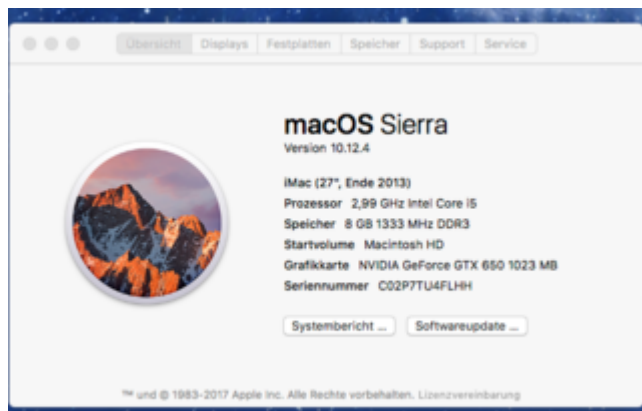 Übersicht Displays Festplatten Speicher Support Service
macOS Sierra
Version 10.12.4
iMac (27", Ende 2013)
Prozessor 2,99 GHz Intel Core i5
Speicher 8 GB 1333 MHz DDR3
Startvolume Macintosh HD
Grafikkarte NVIDIA GeForce GTX 650 1023 MB
Seriennummer C02P7TU4FLHH
Systembericht ... Softwareupdate ...
™ und © 1983-2017 Apple Inc. Alle Rechte vorbehalten. Lizenzvereinbarung